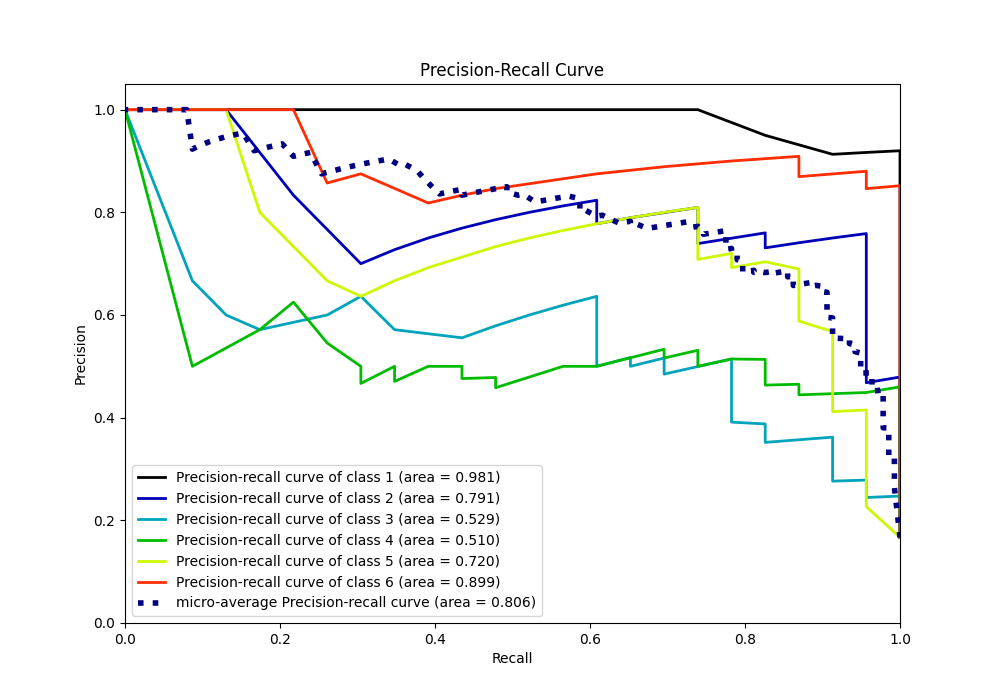 Precision-Recall Curve
1.0
0.8
0.6
0.4
0.2
0.0
Precision
Precision-recall curve of class 1 (area = 0.981)
Precision-recall curve of class 2 (area = 0.791)
Precision-recall curve of class 3 (area = 0.529)
Precision-recall curve of class 4 (area = 0.510)
Precision-recall curve of class 5 (area = 0.720)
Precision-recall curve of class 6 (area = 0.899)
micro-average Precision-recall curve (area = 0.806)
0.0 0.2 0.4 0.6 0.8 1.0
Recall